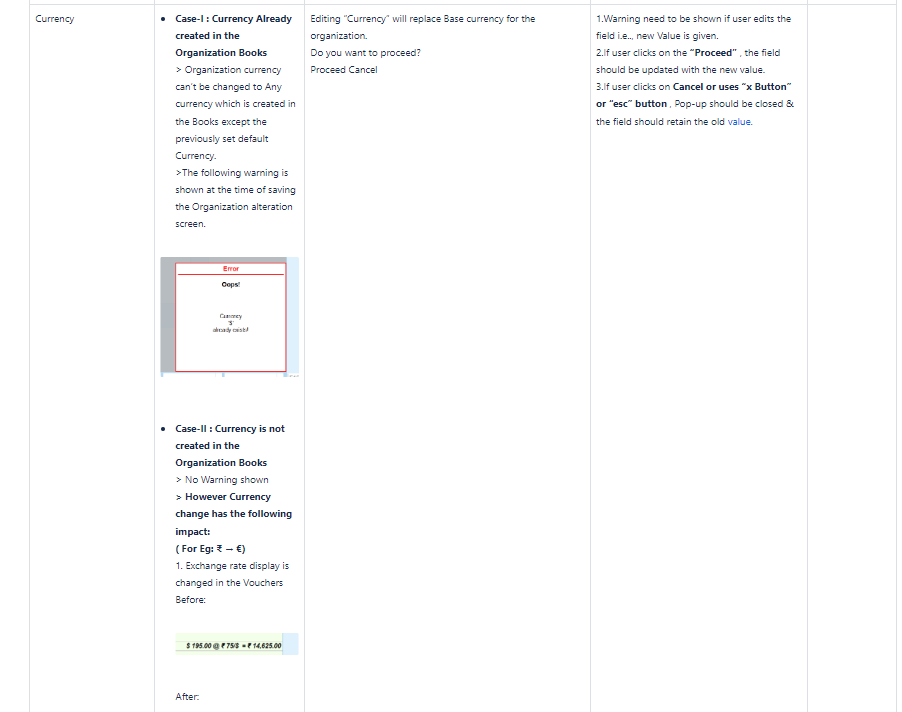 Currency
Case-I : Currency Already
created in the
Organization Books
> Organization currency
can't be changed to Any
currency which is created in
the Books except the
previously set default
Currency.
>The following warning is
shown at the time of saving
the Organization alteration
screen.
Error
Oops!
Currency
'$'
already exists!
Case-II : Currency is not
created in the
Organization Books
> No Warning shown
> However Currency
change has the following
impact:
( For Eg: ₹ → €)
1. Exchange rate display is
changed in the Vouchers
Before:
$ 195.00 @ ₹ 75/$ = ₹ 14,625.00
After:
Editing "Currency" will replace Base currency for the
organization.
Do you want to proceed?
Proceed Cancel
1.Warning need to be shown if user edits the
field i.e.., new Value is given.
2.If user clicks on the "Proceed" , the field
should be updated with the new value.
3.If user clicks on Cancel or uses "x Button"
or "esc" button , Pop-up should be closed &
the field should retain the old value.